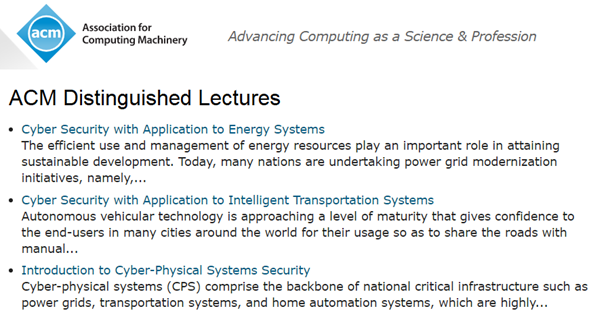 acm
Association for
Computing Machinery
Advancing Computing as a Science & Profession
ACM Distinguished Lectures
• Cyber Security with Application to Energy Systems
The efficient use and management of energy resources play an important role in attaining
sustainable development. Today, many nations are undertaking power grid modernization
initiatives, namely,...
• Cyber Security with Application to Intelligent Transportation Systems
Autonomous vehicular technology is approaching a level of maturity that gives confidence to
the end-users in many cities around the world for their usage so as to share the roads with
manual...
• Introduction to Cyber-Physical Systems Security
Cyber-physical systems (CPS) comprise the backbone of national critical infrastructure such as
power grids, transportation systems, and home automation systems, which are highly...